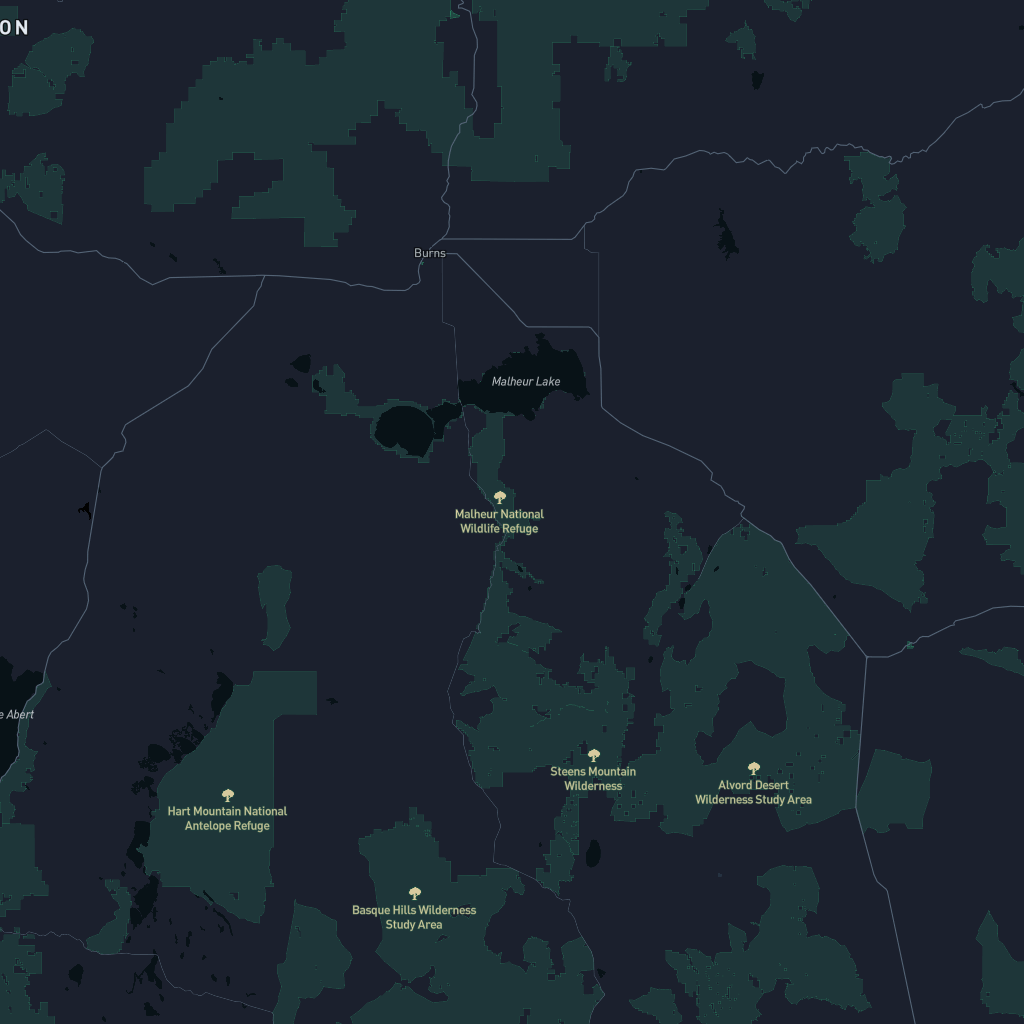 ON
Burns
Malheur Lake
Malheur National
Wildlife Refuge
e Abert
Steens Mountain
Wilderness
Alvord Desert
Wilderness Study Area
Hart Mountain National
Antelope Refuge
Basque Hills Wilderness
Study Area